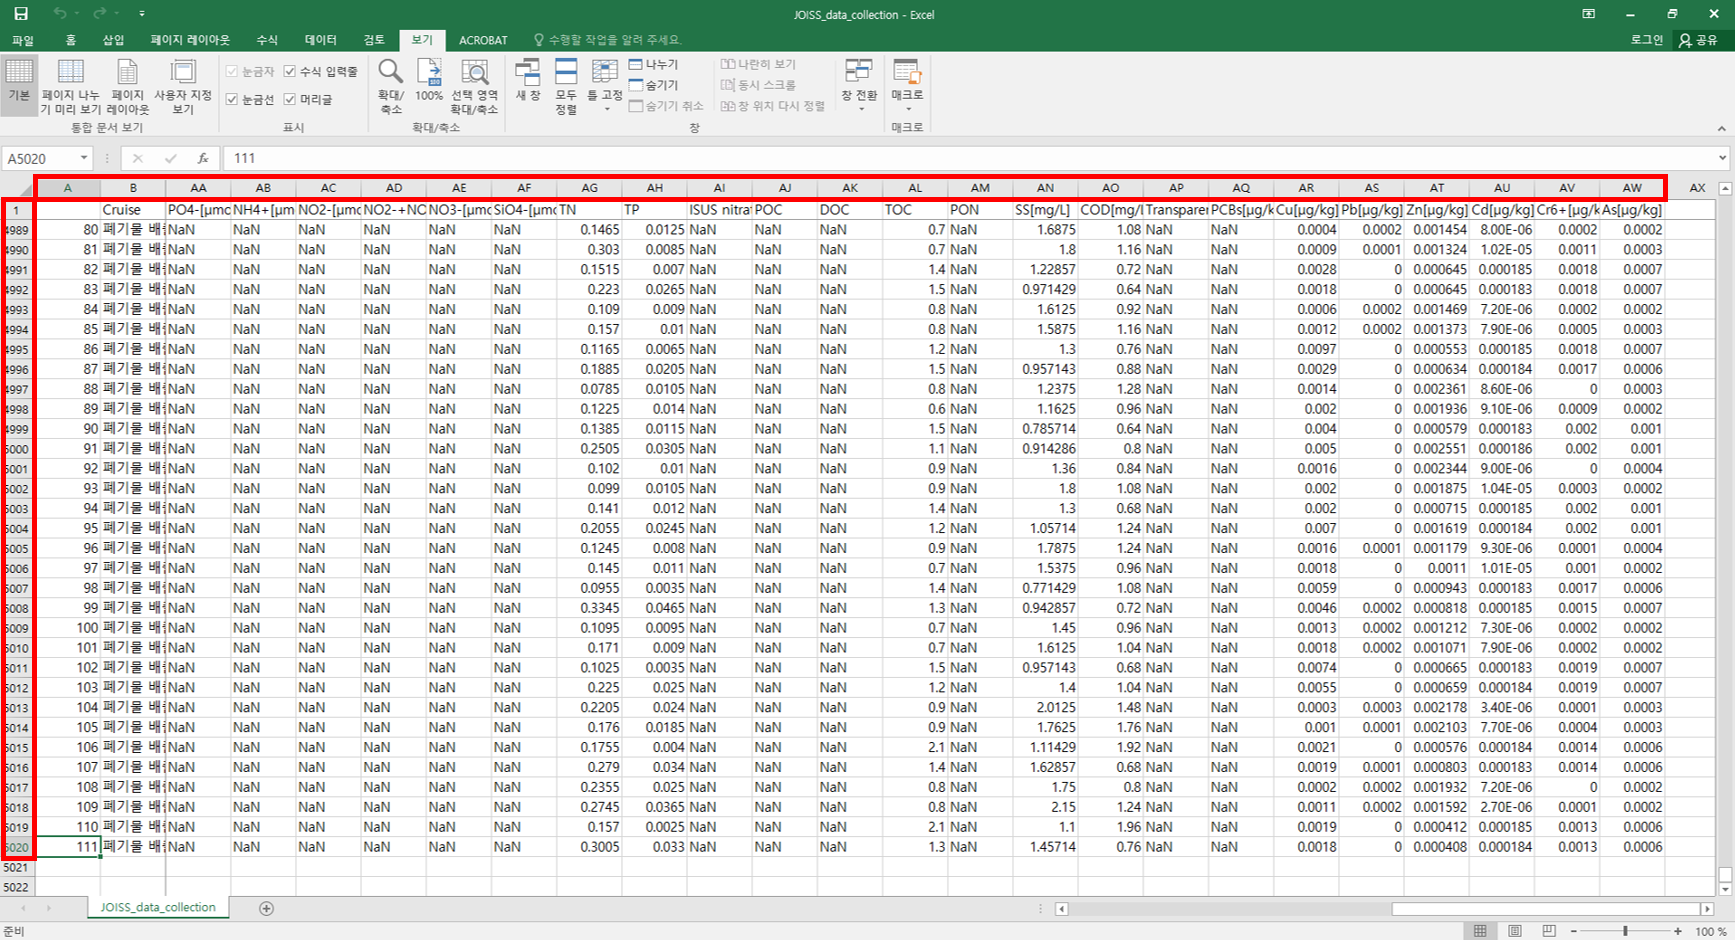 JOISS_data_collection - Excel
파일 홈 삽입 페이지 레이아웃 수식 데이터 검토 보기 ACROBAT 수행할 작업을 알려 주세요. 로그인 공유
기본 페이지 나누기 미리 보기 페이지 레이아웃 사용자 지정 보기
통합 문서 보기
눈금자 수식 입력줄
눈금선 머리글
표시
확대/축소 100% 선택 영역 확대/축소
확대/축소
새 창 모두 정렬 틀 고정 나누기 숨기기 숨기기 취소 나란히 보기 동시 스크롤 창 위치 다시 정렬 창 전환
창
매크로
매크로
A5020 fx 111
A B AA AB AC AD AE AF AG AH AI AJ AK AL AM AN AO AP AQ AR AS AT AU AV AW AX
1 Cruise PO4-[μmo NH4+[μm NO2-[μmo NO2-+NO NO3-[μmo SiO4-[μmo TN TP ISUS nitrat POC DOC TOC PON SS[mg/L] COD[mg/L Transparer PCBs[μg/k Cu[μg/kg] Pb[μg/kg] Zn[μg/kg] Cd[μg/kg] Cr6+[μg/k As[μg/kg]
4989 80 폐기물 배 NaN NaN NaN NaN NaN NaN 0.1465 0.0125 NaN NaN NaN 0.7 NaN 1.6875 1.08 NaN NaN 0.0004 0.0002 0.001454 8.00E-06 0.0002 0.0002
4990 81 폐기물 배 NaN NaN NaN NaN NaN NaN 0.303 0.0085 NaN NaN NaN 0.7 NaN 1.8 1.16 NaN NaN 0.0009 0.0001 0.001324 1.02E-05 0.0011 0.0003
4991 82 폐기물 배 NaN NaN NaN NaN NaN NaN 0.1515 0.007 NaN NaN NaN 1.4 NaN 1.22857 0.72 NaN NaN 0.0028 0 0.000645 0.000185 0.0018 0.0007
4992 83 폐기물 배 NaN NaN NaN NaN NaN NaN 0.223 0.0265 NaN NaN NaN 1.5 NaN 0.971429 0.64 NaN NaN 0.0018 0 0.000645 0.000183 0.0018 0.0007
4993 84 폐기물 배 NaN NaN NaN NaN NaN NaN 0.109 0.009 NaN NaN NaN 0.8 NaN 1.6125 0.92 NaN NaN 0.0006 0.0002 0.001469 7.20E-06 0.0002 0.0002
4994 85 폐기물 배 NaN NaN NaN NaN NaN NaN 0.157 0.01 NaN NaN NaN 0.8 NaN 1.5875 1.16 NaN NaN 0.0012 0.0002 0.001373 7.90E-06 0.0005 0.0003
4995 86 폐기물 배 NaN NaN NaN NaN NaN NaN 0.1165 0.0065 NaN NaN NaN 1.2 NaN 1.3 0.76 NaN NaN 0.0097 0 0.000553 0.000185 0.0018 0.0007
4996 87 폐기물 배 NaN NaN NaN NaN NaN NaN 0.1885 0.0205 NaN NaN NaN 1.5 NaN 0.957143 0.88 NaN NaN 0.0029 0 0.000634 0.000184 0.0017 0.0006
4997 88 폐기물 배 NaN NaN NaN NaN NaN NaN 0.0785 0.0105 NaN NaN NaN 0.8 NaN 1.2375 1.28 NaN NaN 0.0014 0 0.002361 8.60E-06 0 0.0003
4998 89 폐기물 배 NaN NaN NaN NaN NaN NaN 0.1225 0.014 NaN NaN NaN 0.6 NaN 1.1625 0.96 NaN NaN 0.002 0 0.001936 9.10E-06 0.0009 0.0002
4999 90 폐기물 배 NaN NaN NaN NaN NaN NaN 0.1385 0.0115 NaN NaN NaN 1.5 NaN 0.785714 0.64 NaN NaN 0.004 0 0.000579 0.000183 0.002 0.001
5000 91 폐기물 배 NaN NaN NaN NaN NaN NaN 0.2505 0.0305 NaN NaN NaN 1.1 NaN 0.914286 0.8 NaN NaN 0.005 0 0.002551 0.000186 0.002 0.001
5001 92 폐기물 배 NaN NaN NaN NaN NaN NaN 0.102 0.01 NaN NaN NaN 0.9 NaN 1.36 0.84 NaN NaN 0.0016 0 0.002344 9.00E-06 0 0.0004
5002 93 폐기물 배 NaN NaN NaN NaN NaN NaN 0.099 0.0105 NaN NaN NaN 0.9 NaN 1.8 1.08 NaN NaN 0.002 0 0.001875 1.04E-05 0.0003 0.0002
5003 94 폐기물 배 NaN NaN NaN NaN NaN NaN 0.141 0.012 NaN NaN NaN 1.4 NaN 1.3 0.68 NaN NaN 0.002 0 0.000715 0.000185 0.002 0.001
5004 95 폐기물 배 NaN NaN NaN NaN NaN NaN 0.2055 0.0245 NaN NaN NaN 1.2 NaN 1.05714 1.24 NaN NaN 0.007 0 0.001619 0.000184 0.002 0.001
5005 96 폐기물 배 NaN NaN NaN NaN NaN NaN 0.1245 0.008 NaN NaN NaN 0.9 NaN 1.7875 1.24 NaN NaN 0.0016 0.0001 0.001179 9.30E-06 0.0001 0.0004
5006 97 폐기물 배 NaN NaN NaN NaN NaN NaN 0.145 0.011 NaN NaN NaN 0.7 NaN 1.5375 0.96 NaN NaN 0.0018 0 0.0011 1.01E-05 0.001 0.0002
5007 98 폐기물 배 NaN NaN NaN NaN NaN NaN 0.0955 0.0035 NaN NaN NaN 1.4 NaN 0.771429 1.08 NaN NaN 0.0059 0 0.000943 0.000183 0.0017 0.0006
5008 99 폐기물 배 NaN NaN NaN NaN NaN NaN 0.3345 0.0465 NaN NaN NaN 1.3 NaN 0.942857 0.72 NaN NaN 0.0046 0.0002 0.000818 0.000185 0.0015 0.0007
5009 100 폐기물 배 NaN NaN NaN NaN NaN NaN 0.1095 0.0095 NaN NaN NaN 0.7 NaN 1.45 0.96 NaN NaN 0.0013 0.0002 0.001212 7.30E-06 0.0002 0.0002
5010 101 폐기물 배 NaN NaN NaN NaN NaN NaN 0.171 0.009 NaN NaN NaN 0.7 NaN 1.6125 1.04 NaN NaN 0.0018 0.0002 0.001071 7.90E-06 0.0002 0.0002
5011 102 폐기물 배 NaN NaN NaN NaN NaN NaN 0.1025 0.0035 NaN NaN NaN 1.5 NaN 0.957143 0.68 NaN NaN 0.0074 0 0.000665 0.000183 0.0019 0.0007
5012 103 폐기물 배 NaN NaN NaN NaN NaN NaN 0.225 0.025 NaN NaN NaN 1.2 NaN 1.4 1.04 NaN NaN 0.0055 0 0.000659 0.000184 0.0019 0.0007
5013 104 폐기물 배 NaN NaN NaN NaN NaN NaN 0.2205 0.024 NaN NaN NaN 0.9 NaN 2.0125 1.48 NaN NaN 0.0003 0.0003 0.002178 3.40E-06 0.0001 0.0003
5014 105 폐기물 배 NaN NaN NaN NaN NaN NaN 0.176 0.0185 NaN NaN NaN 0.9 NaN 1.7625 1.76 NaN NaN 0.001 0.0001 0.002103 7.70E-06 0.0004 0.0003
5015 106 폐기물 배 NaN NaN NaN NaN NaN NaN 0.1755 0.004 NaN NaN NaN 2.1 NaN 1.11429 1.92 NaN NaN 0.0021 0 0.000576 0.000184 0.0014 0.0006
5016 107 폐기물 배 NaN NaN NaN NaN NaN NaN 0.279 0.034 NaN NaN NaN 1.4 NaN 1.62857 0.68 NaN NaN 0.0019 0.0001 0.000803 0.000183 0.0014 0.0006
5017 108 폐기물 배 NaN NaN NaN NaN NaN NaN 0.2355 0.025 NaN NaN NaN 0.8 NaN 1.75 0.8 NaN NaN 0.0002 0.0002 0.001932 7.20E-06 0 0.0002
5018 109 폐기물 배 NaN NaN NaN NaN NaN NaN 0.2745 0.0365 NaN NaN NaN 0.8 NaN 2.15 1.24 NaN NaN 0.0011 0.0002 0.001592 2.70E-06 0.0001 0.0002
5019 110 폐기물 배 NaN NaN NaN NaN NaN NaN 0.157 0.0025 NaN NaN NaN 2.1 NaN 1.1 1.96 NaN NaN 0.0019 0 0.000412 0.000185 0.0013 0.0006
5020 111 폐기물 배 NaN NaN NaN NaN NaN NaN 0.3005 0.033 NaN NaN NaN 1.3 NaN 1.45714 0.76 NaN NaN 0.0018 0 0.000408 0.000184 0.0013 0.0006
5021
5022
JOISS_data_collection
준비 100 %